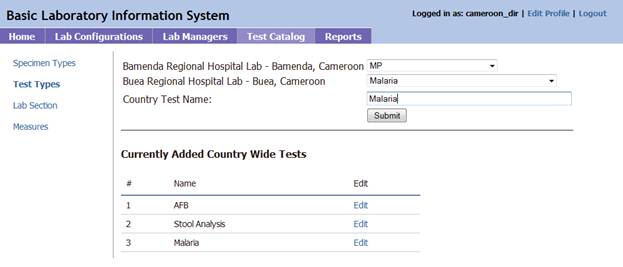 Basic Laboratory Information System
Logged in as: cameroon_dir | Edit Profile | Logout
Home Lab Configurations Lab Managers Test Catalog Reports
Specimen Types
Test Types
Lab Section
Measures
Bamenda Regional Hospital Lab - Bamenda, Cameroon MP
Buea Regional Hospital Lab - Buea, Cameroon Malaria
Country Test Name: Malaria
Submit
Currently Added Country Wide Tests
# Name Edit
1 AFB Edit
2 Stool Analysis Edit
3 Malaria Edit